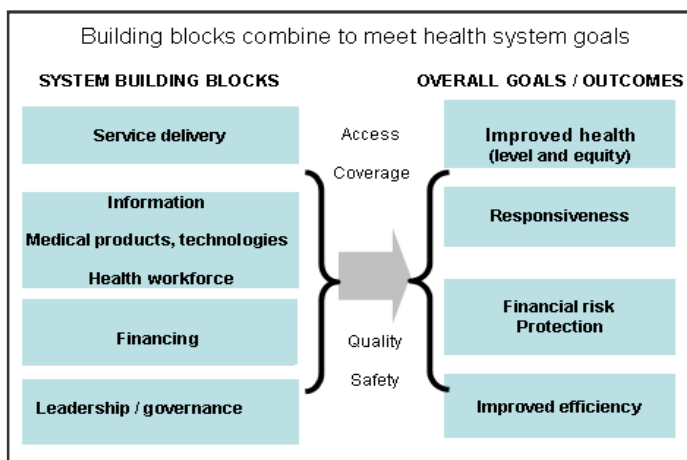 Building blocks combine to meet health system goals
SYSTEM BUILDING BLOCKS
Service delivery
Information
Medical products, technologies
Health workforce
Financing
Leadership / governance
Access
Coverage
Quality
Safety
OVERALL GOALS / OUTCOMES
Improved health
(level and equity)
Responsiveness
Financial risk
Protection
Improved efficiency